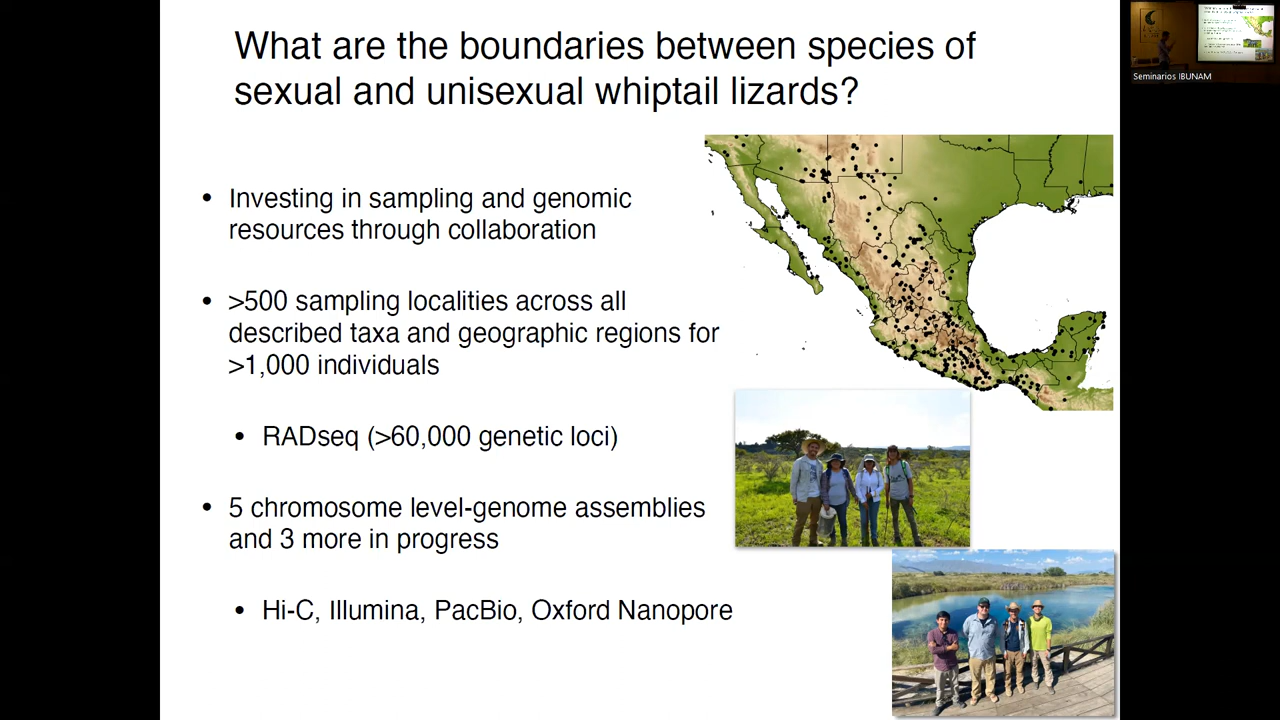 What are the boundaries between species of
sexual and unisexual whiptail lizards?
Seminarios IBUNAM
• Investing in sampling and genomic
resources through collaboration
• >500 sampling localities across all
described taxa and geographic regions for
>1,000 individuals
• RADseq (>60,000 genetic loci)
• 5 chromosome level-genome assemblies
and 3 more in progress
• Hi-C, Illumina, PacBio, Oxford Nanopore